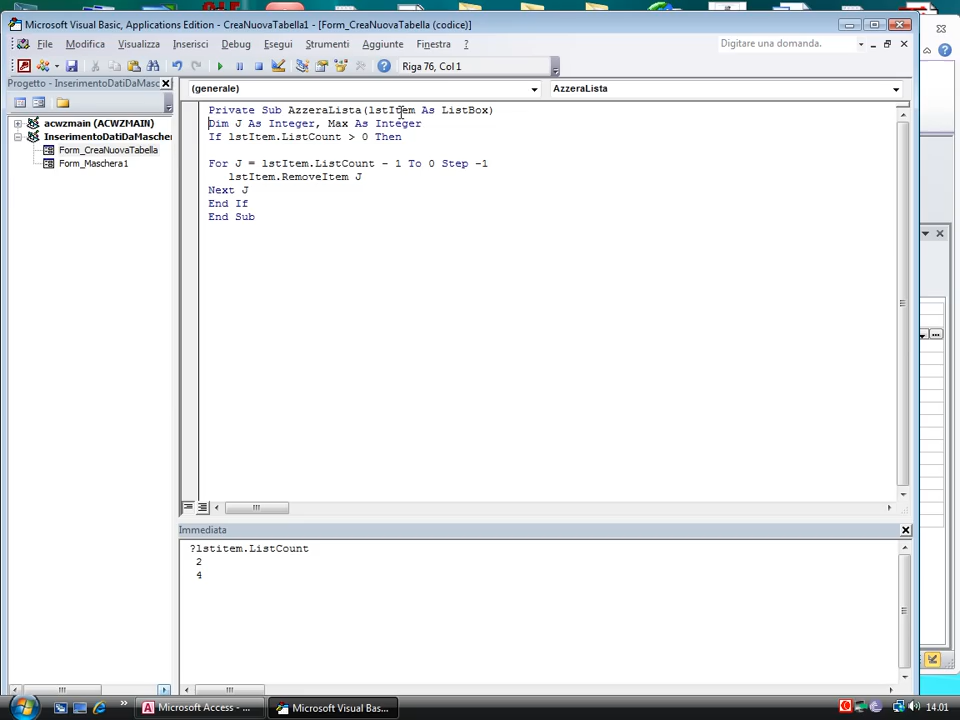 Microsoft Visual Basic, Applications Edition - CreaNuovaTabella1 - [Form_CreaNuovaTabella (codice)]
File Modifica Visualizza Inserisci Debug Esegui Strumenti Aggiunte Finestra ?
Digitare una domanda.
Riga 76, Col 1
Progetto - InserimentoDatiDaMasc
(generale)
AzzeraLista
acwzmain (ACWZMAIN)
InserimentoDatiDaMascher
Form_CreaNuovaTabella
Form_Maschera1
Private Sub AzzeraLista(lstItem As ListBox)
Dim J As Integer, Max As Integer
If lstItem.ListCount > 0 Then
For J = lstItem.ListCount - 1 To 0 Step -1
lstItem.RemoveItem J
Next J
End If
End Sub
Immediata
?lstitem.ListCount
2
4
Microsoft Access - ...
Microsoft Visual Bas...
14.01